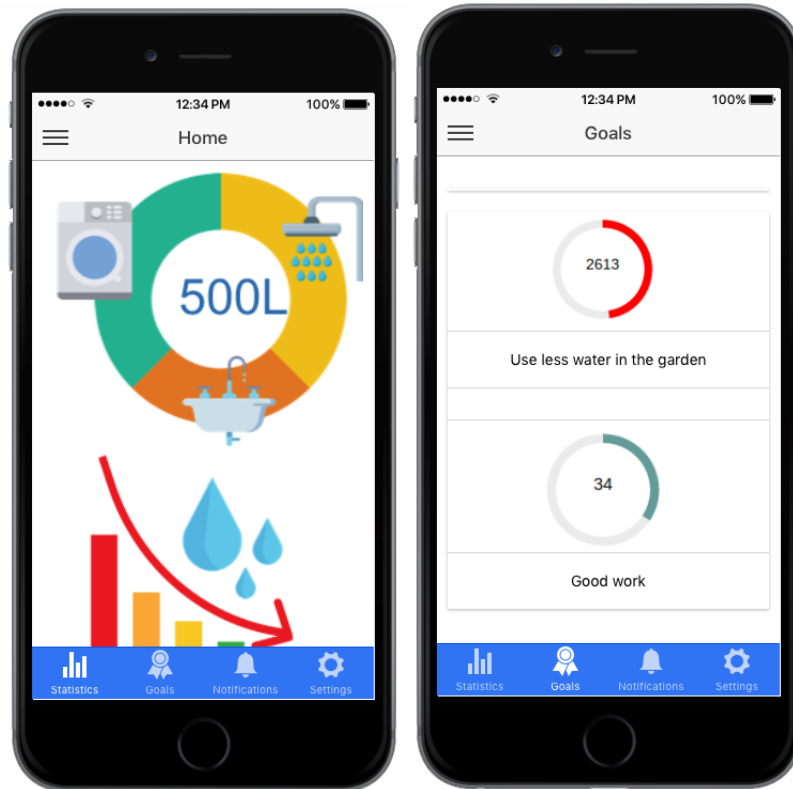 12:34 PM 100%
Home
500L
Statistics Goals Notifications Settings
12:34 PM 100%
Goals
2613
Use less water in the garden
34
Good work
Statistics Goals Notifications Settings